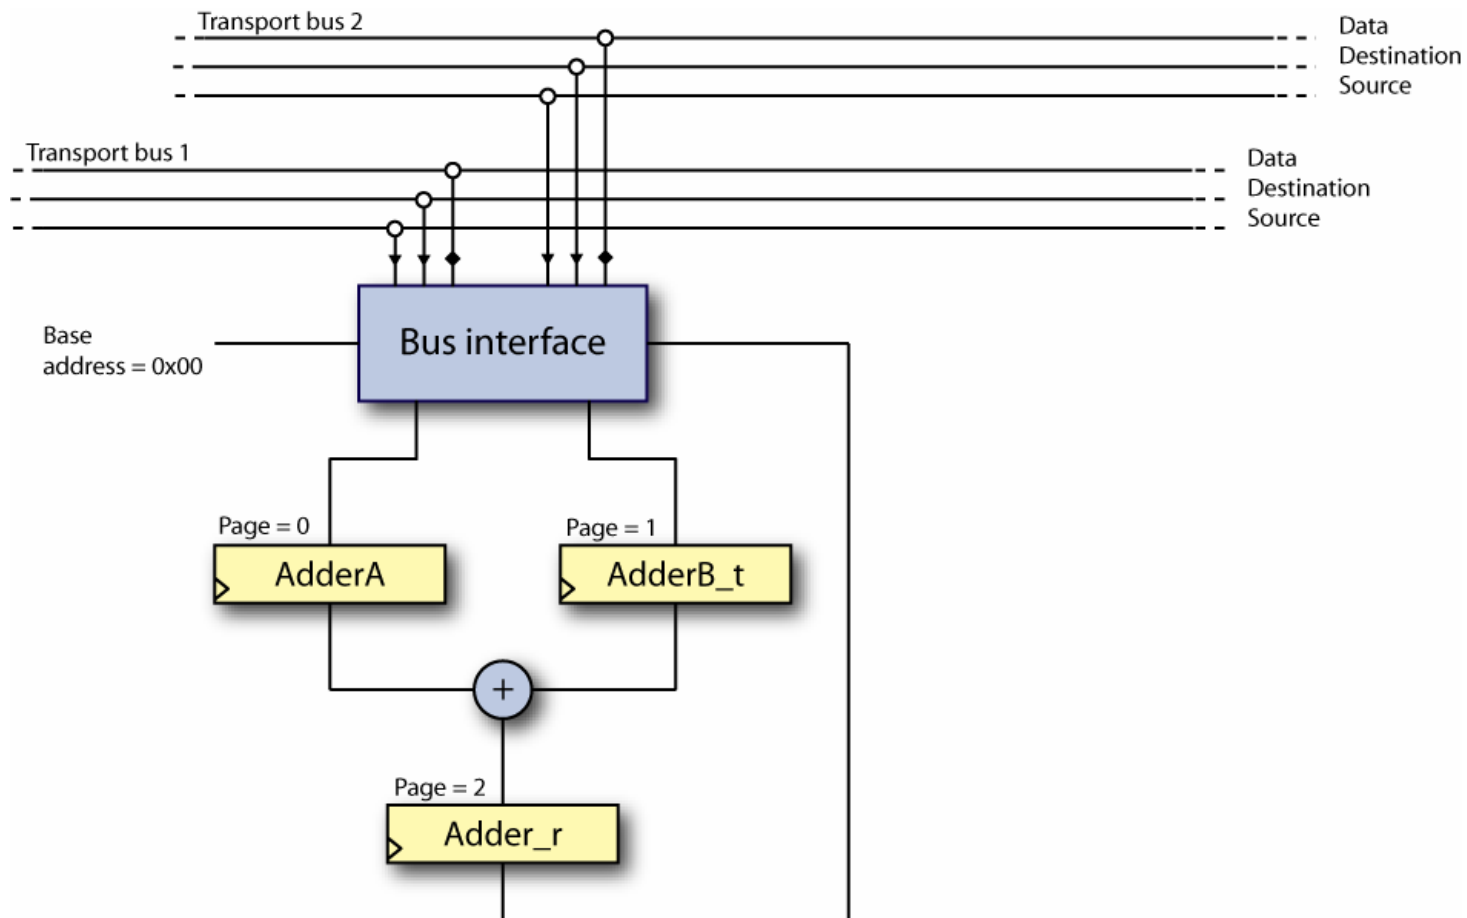 Transport bus 2
Data
Destination
Source
Transport bus 1
Data
Destination
Source
Base
address = 0x00
Bus interface
Page = 0
Page = 1
AdderA
AdderB_t
+
Page = 2
Adder_r